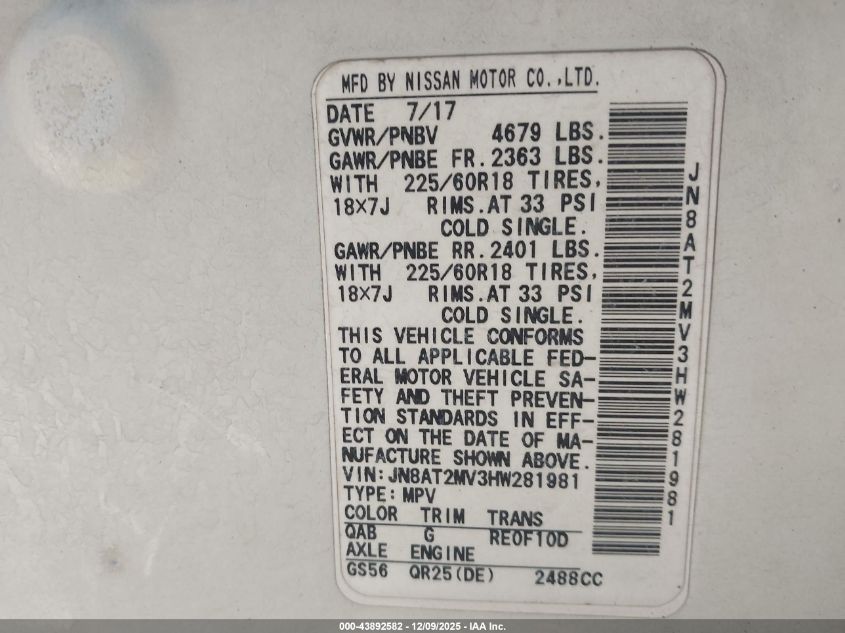 MFD BY NISSAN MOTOR CO.,LTD.
DATE 7/17
GVWR/PNBV 4679 LBS.
GAWR/PNBE FR. 2363 LBS.
WITH 225/60R18 TIRES,
18×7J RIMS.AT 33 PSI
COLD SINGLE.
GAWR/PNBE RR. 2401 LBS.
WITH 225/60R18 TIRES,
18×7J RIMS.AT 33 PSI
COLD SINGLE.
THIS VEHICLE CONFORMS
TO ALL APPLICABLE FED-
ERAL MOTOR VEHICLE SA-
FETY AND THEFT PREVEN-
TION STANDARDS IN EFF-
ECT ON THE DATE OF MA-
NUFACTURE SHOWN ABOVE.
VIN:JN8AT2MV3HW281981
TYPE:MPV
COLOR TRIM TRANS
QAB G RE0F10D
AXLE ENGINE
GS56 QR25(DE) 2488CC
JN8AT2MV3HW281981
000-43892582 - 12/09/2025 - IAA Inc.